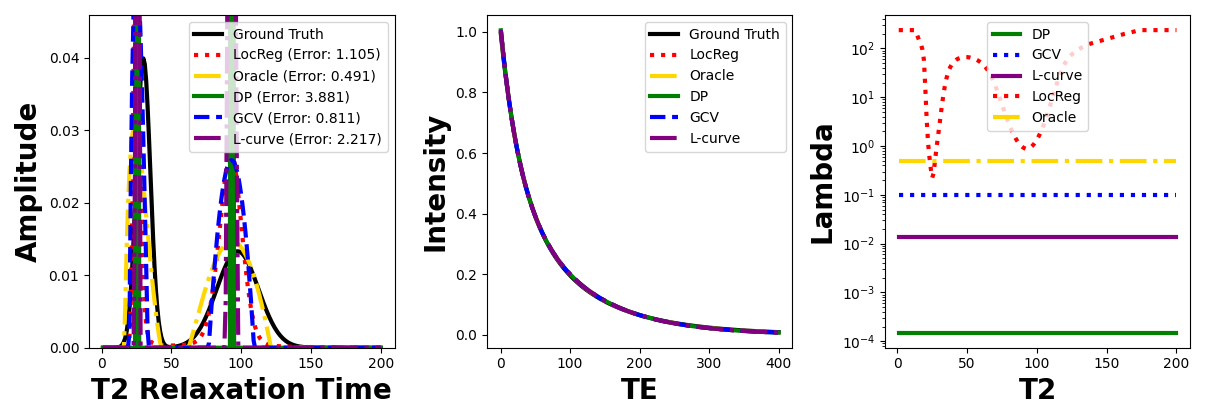 0.04
0.03
0.02
0.01
0.00
Amplitude
0
50
100
150
200
T2 Relaxation Time
Ground Truth
LocReg (Error: 1.105)
Oracle (Error: 0.491)
DP (Error: 3.881)
GCV (Error: 0.811)
L-curve (Error: 2.217)
1.0
0.8
0.6
0.4
0.2
0.0
Intensity
0
100
200
300
400
TE
Ground Truth
LocReg
Oracle
DP
GCV
L-curve
10²
10¹
10⁰
10⁻¹
10⁻²
10⁻³
10⁻⁴
Lambda
0
50
100
150
200
T2
DP
GCV
L-curve
LocReg
Oracle